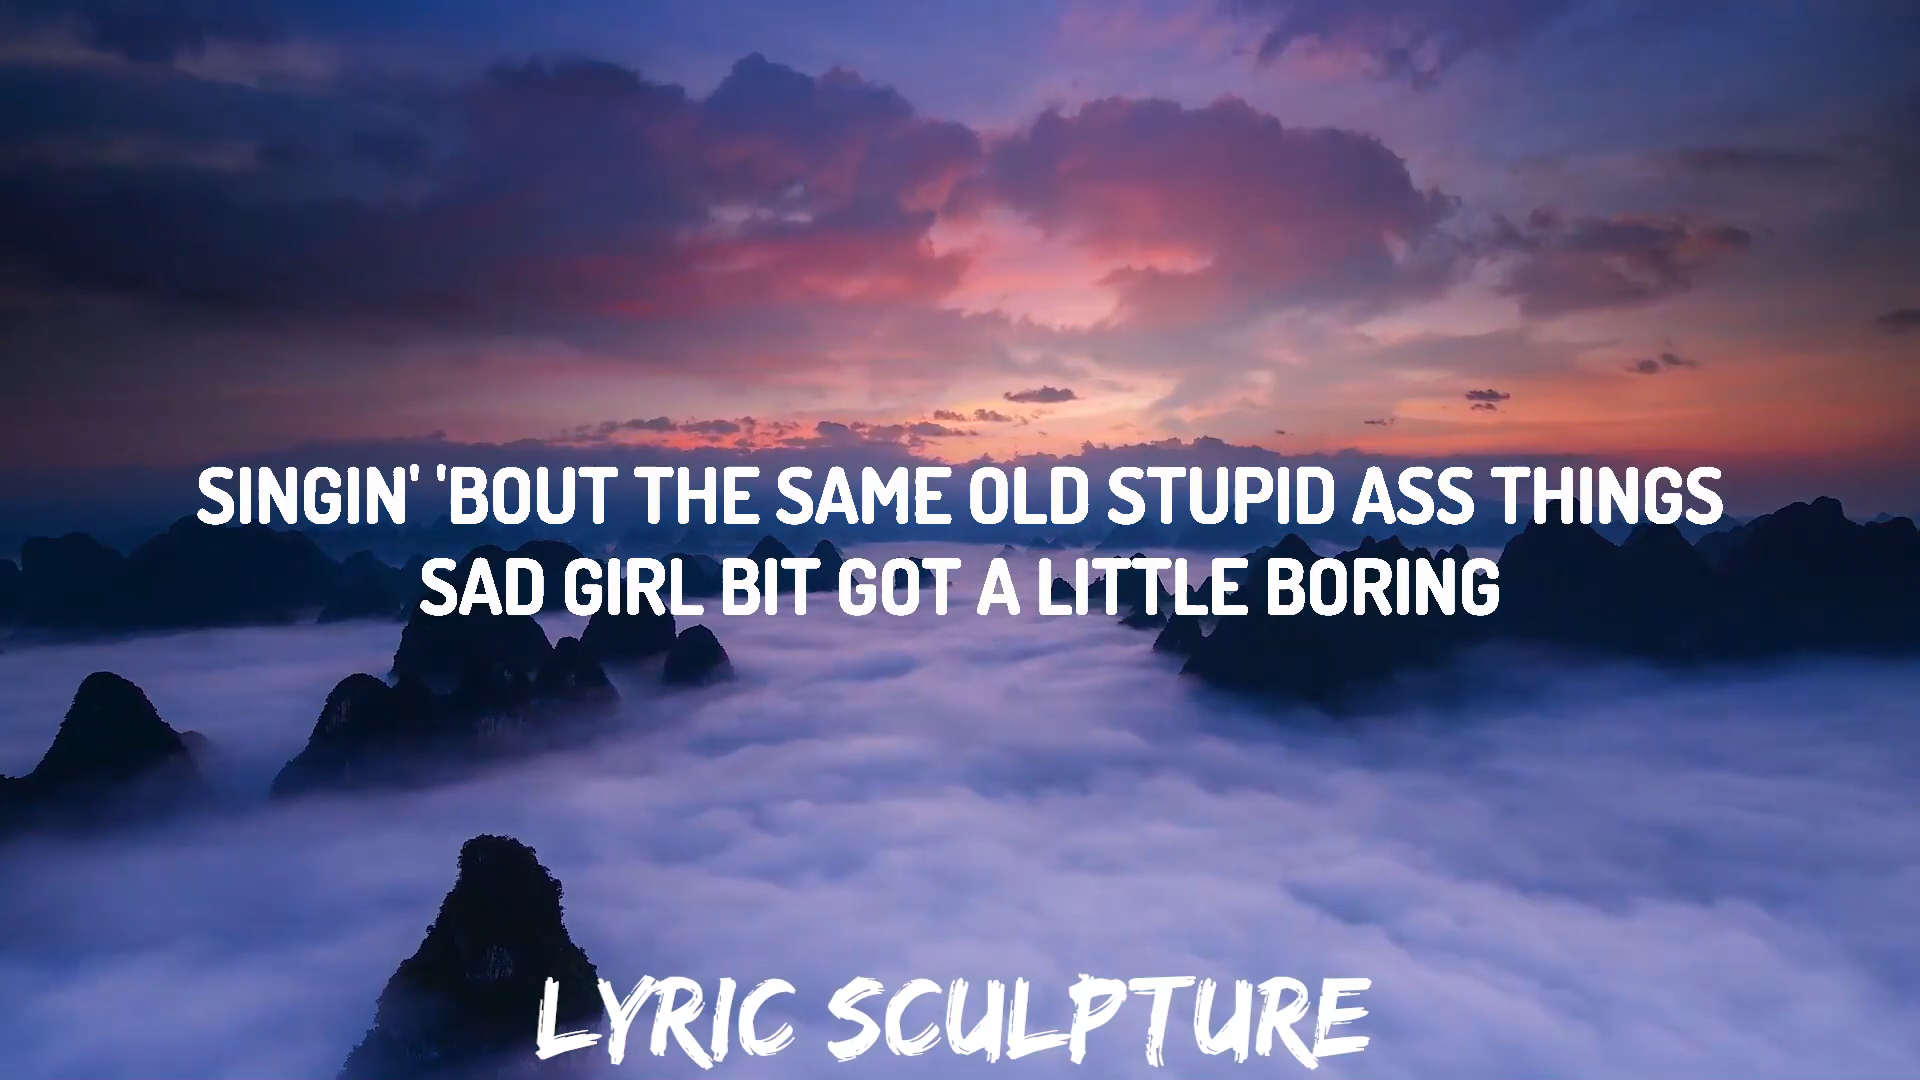 SINGIN' 'BOUT THE SAME OLD STUPID ASS THINGS
SAD GIRL BIT GOT A LITTLE BORING
LYRIC SCULPTURE